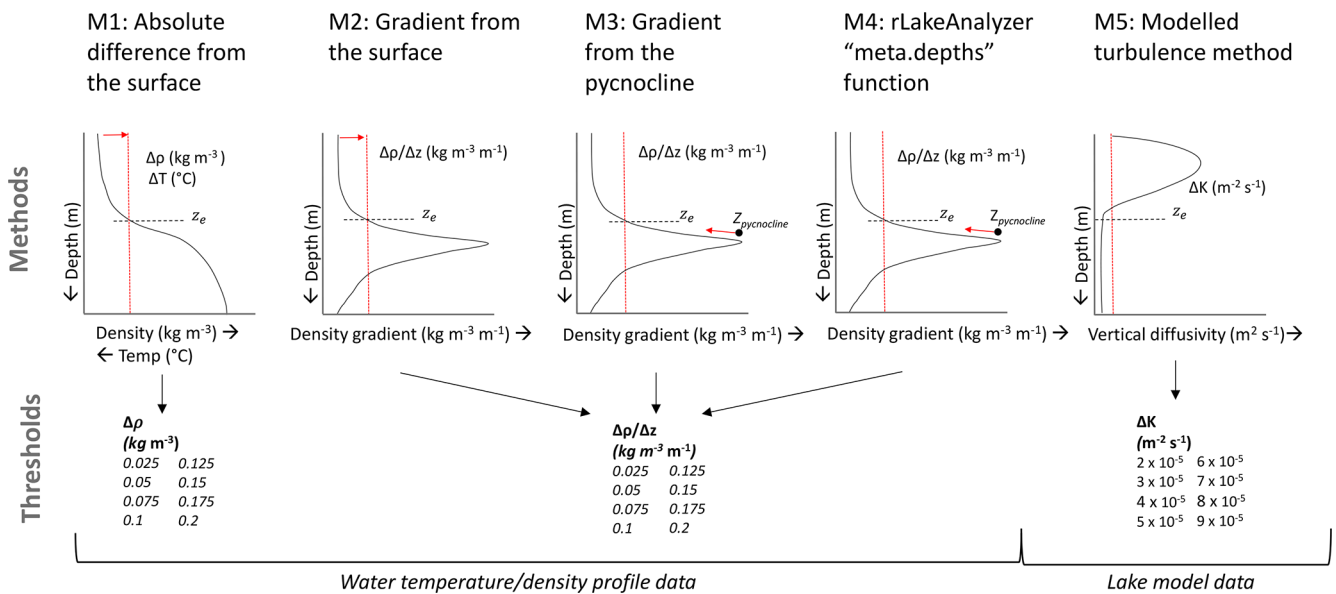 M1: Absolute
difference from
the surface
M2: Gradient from
the surface
M3: Gradient
from the
pycnocline
M4: rLakeAnalyzer
“meta.depths”
function
M5: Modelled
turbulence method
Methods
← Depth (m)
Δρ (kg m-3)
ΔT (°C)
ze
Density (kg m-3) →
← Temp (°C)
← Depth (m)
Δρ/Δz (kg m-3 m-1)
ze
Density gradient (kg m-3 m-1) →
← Depth (m)
Δρ/Δz (kg m-3 m-1)
ze
Zpycnocline
Density gradient (kg m-3 m-1) →
← Depth (m)
Δρ/Δz (kg m-3 m-1)
ze
Zpycnocline
Density gradient (kg m-3 m-1) →
← Depth (m)
ΔK (m-2 s-1)
ze
Vertical diffusivity (m2 s-1) →
Thresholds
Δρ
(kg m-3)
0.025 0.125
0.05 0.15
0.075 0.175
0.1 0.2
Δρ/Δz
(kg m-3 m-1)
0.025 0.125
0.05 0.15
0.075 0.175
0.1 0.2
ΔK
(m-2 s-1)
2 x 10-5 6 x 10-5
3 x 10-5 7 x 10-5
4 x 10-5 8 x 10-5
5 x 10-5 9 x 10-5
Water temperature/density profile data
Lake model data